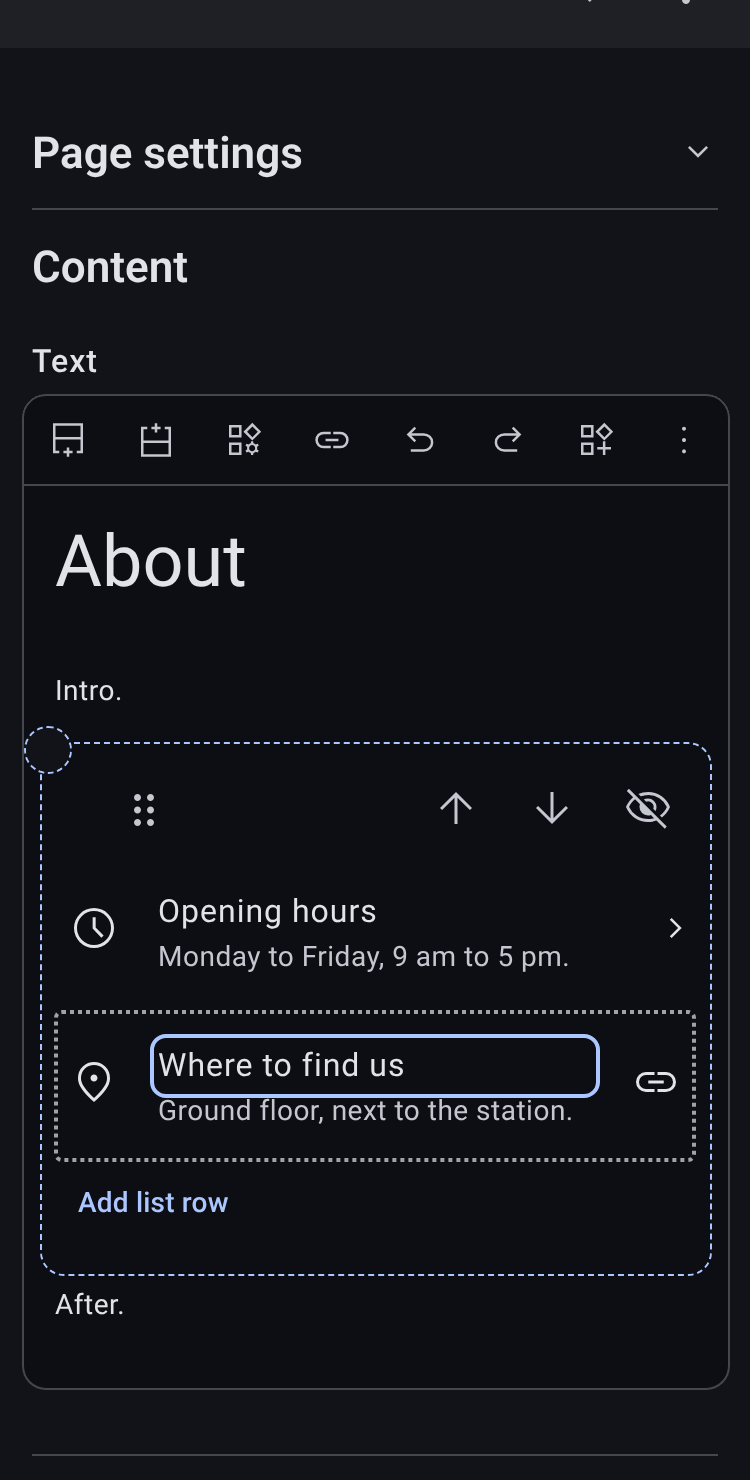 Page settings
Content
Text
About
Intro.
Opening hours
Monday to Friday, 9 am to 5 pm.
Where to find us
Ground floor, next to the station.
Add list row
After.